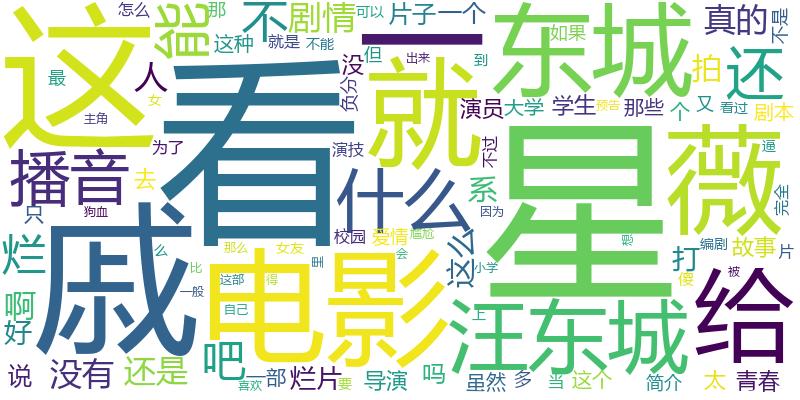 怎么
那
能
不
剧情
片子
一个
真的
这
这种
就是
可以
一
东城
如果
不是
最
人
不能
但
出来
到
还
女
看
没
就
拍
主角
负分
演员
大学
学生
那些
个
又
预告
看过
剧本
为了
演技
星
薇
逼
播音
去
什么
系
不过
完全
只
狗血
戚
校园
爱情
尴尬
因为
想
编剧
故事
片
烂
那么
女友
里
会
这么
小学
打
傻
么
电影
比
这部
得
被
啊
一般
自己
上
汪东城
给
好
吧
说
没有
还是
喜欢
一部
烂片
要
导演
吗
虽然
多
当
这个
简介
太
青春